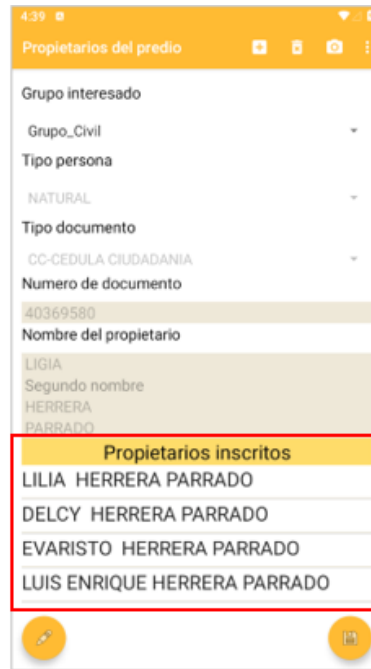 4:39
Propietarios del predio
Grupo interesado
Grupo_Civil
Tipo persona
NATURAL
Tipo documento
CC-CEDULA CIUDADANIA
Numero de documento
40369580
Nombre del propietario
LIGIA
Segundo nombre
HERRERA
PARRADO
Propietarios inscritos
LILIA HERRERA PARRADO
DELCY HERRERA PARRADO
EVARISTO HERRERA PARRADO
LUIS ENRIQUE HERRERA PARRADO